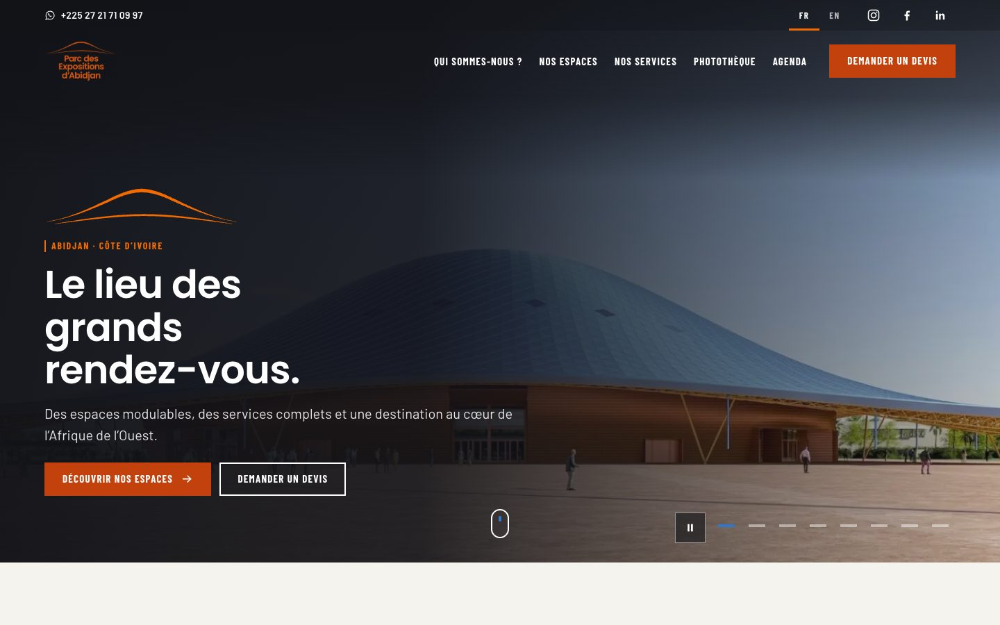 +225 27 21 71 09 97
FR EN
Parc des
Expositions
d'Abidjan
QUI SOMMES-NOUS ? NOS ESPACES NOS SERVICES PHOTOTHÈQUE AGENDA DEMANDER UN DEVIS
ABIDJAN · CÔTE D'IVOIRE
Le lieu des
grands
rendez-vous.
Des espaces modulables, des services complets et une destination au cœur de
l'Afrique de l'Ouest.
DÉCOUVRIR NOS ESPACES → DEMANDER UN DEVIS